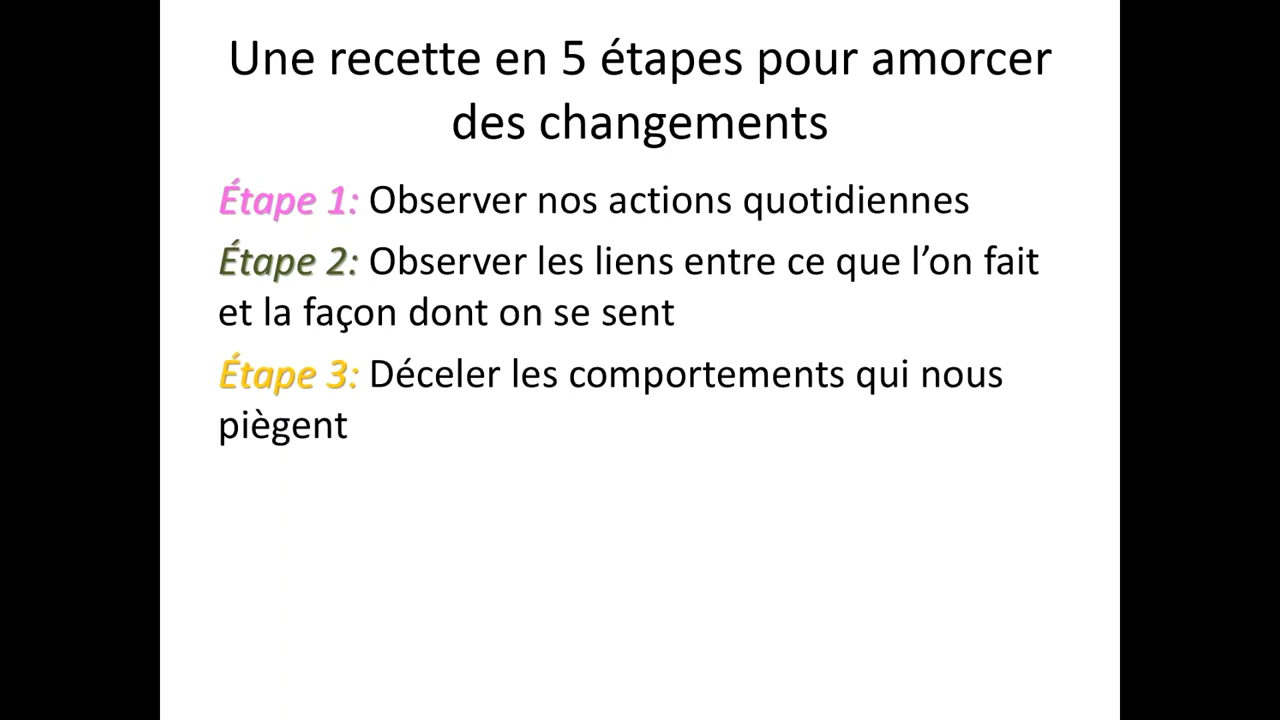 Une recette en 5 étapes pour amorcer
des changements
Étape 1: Observer nos actions quotidiennes
Étape 2: Observer les liens entre ce que l’on fait
et la façon dont on se sent
Étape 3: Déceler les comportements qui nous
piègent